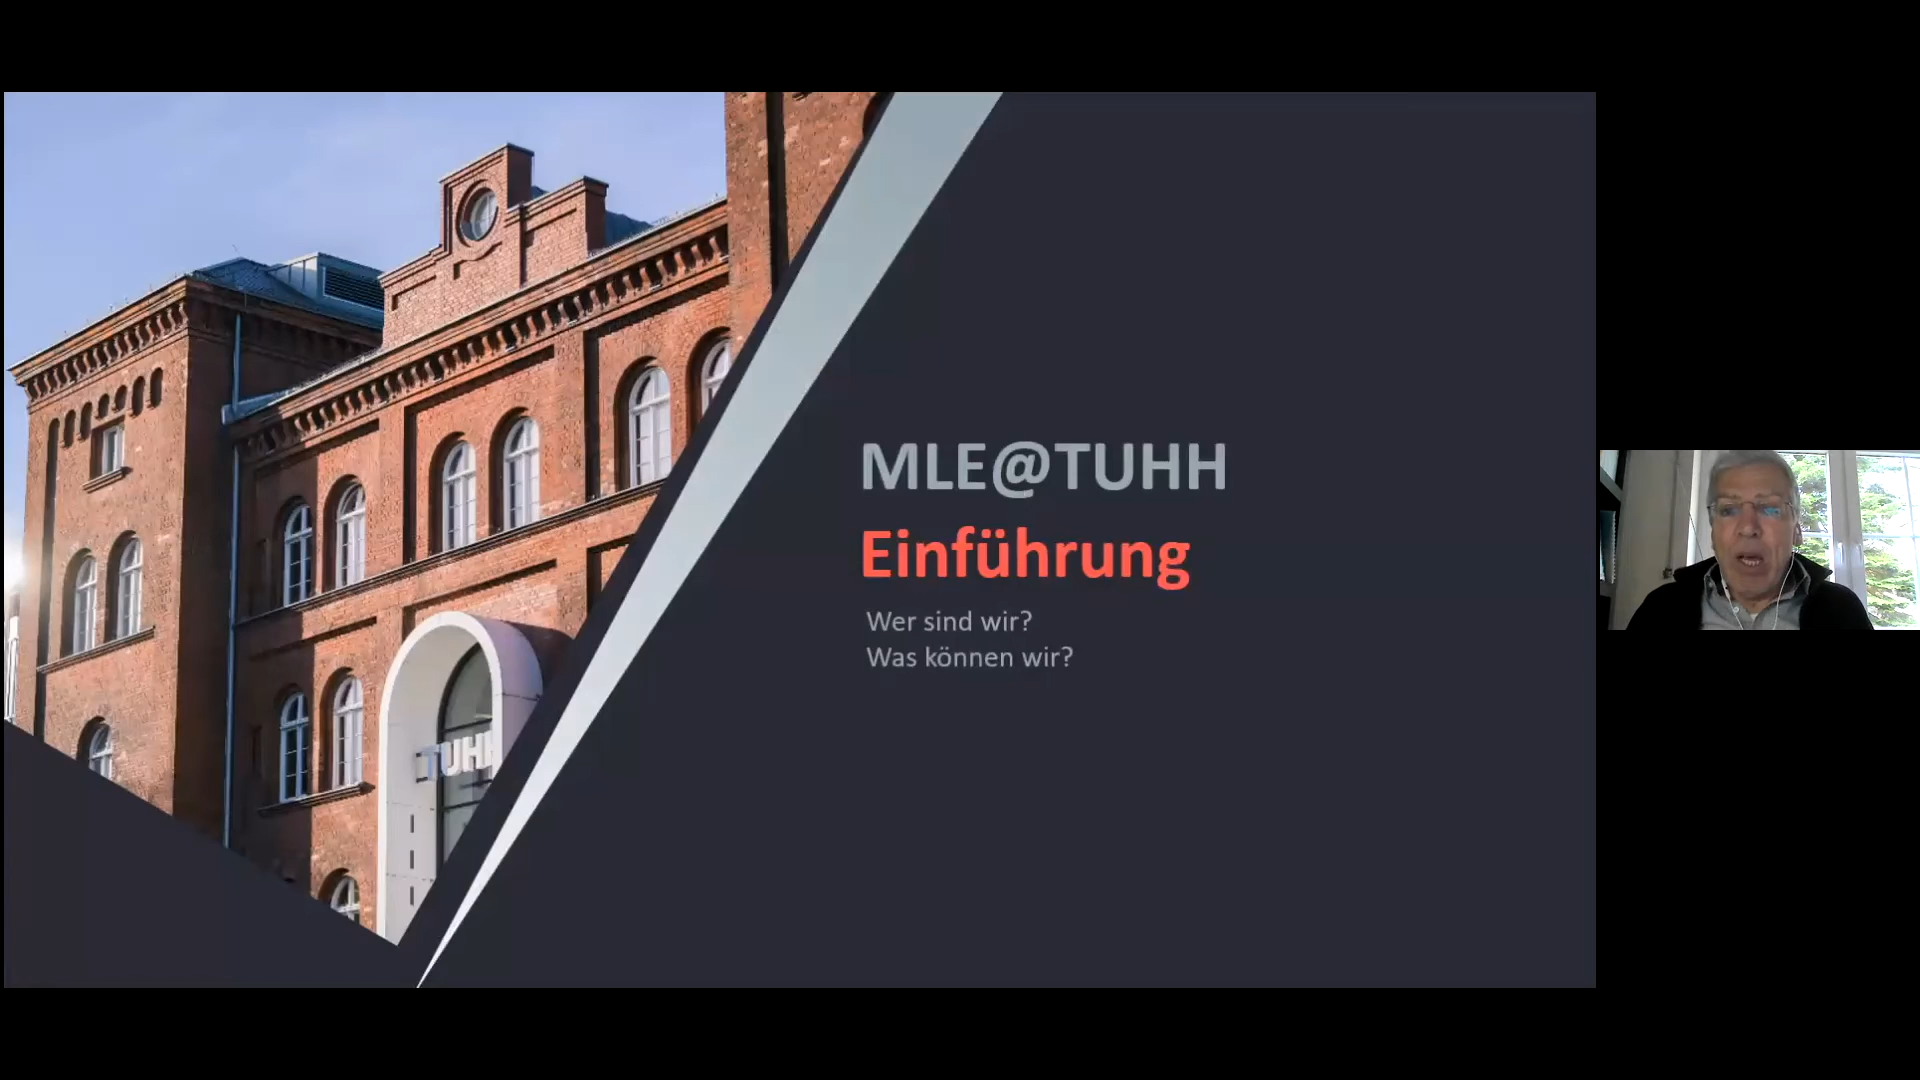 MLE@TUHH
Einführung
Wer sind wir?
Was können wir?
TUHH